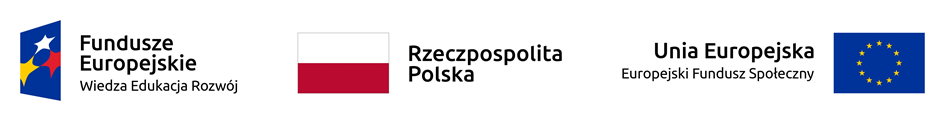 Fundusze
Europejskie
Wiedza Edukacja Rozwój
Rzeczpospolita
Polska
Unia Europejska
Europejski Fundusz Społeczny